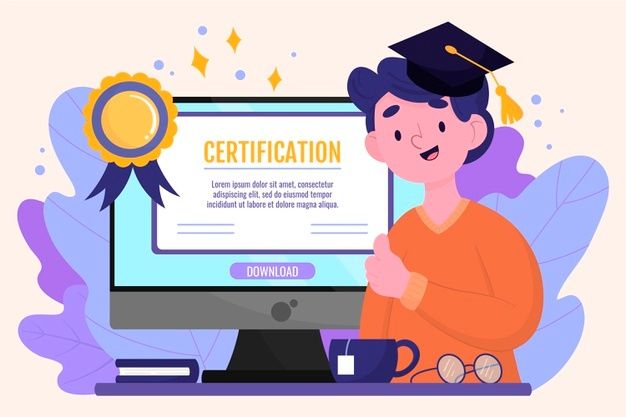 CERTIFICATION
Lorem ipsum dolor sit amet, consectetur
adipiscing elit, sed do eiusmod tempor
incididunt ut labore et dolore magna aliqua.
DOWNLOAD